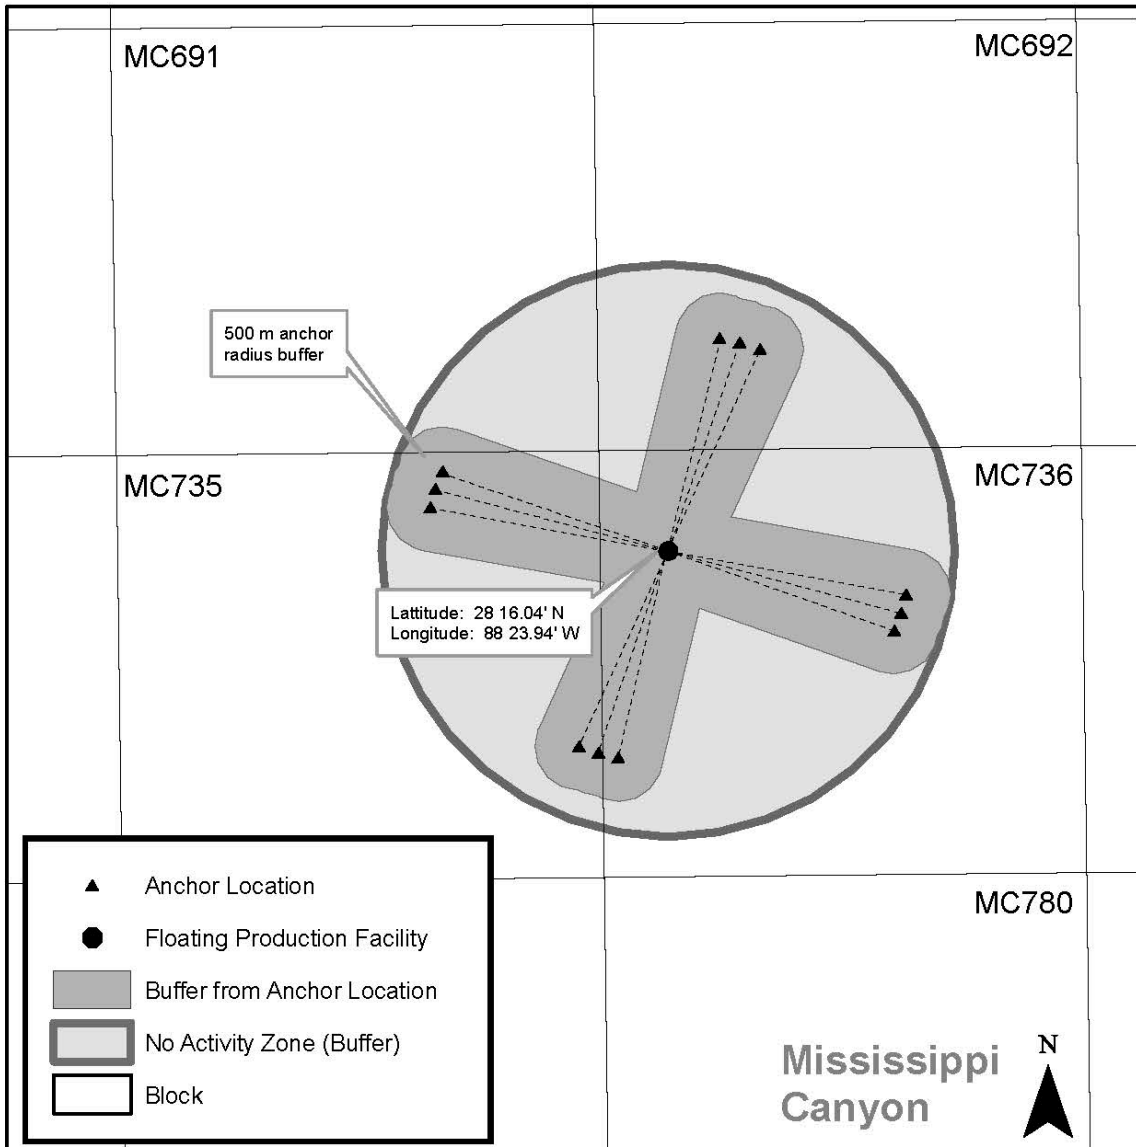 MC691
MC692
500 m anchor
radius buffer
MC735
MC736
Lattitude: 28 16.04' N
Longitude: 88 23.94' W
Anchor Location
Floating Production Facility
Buffer from Anchor Location
No Activity Zone (Buffer)
Block
MC780
Mississippi
Canyon
N